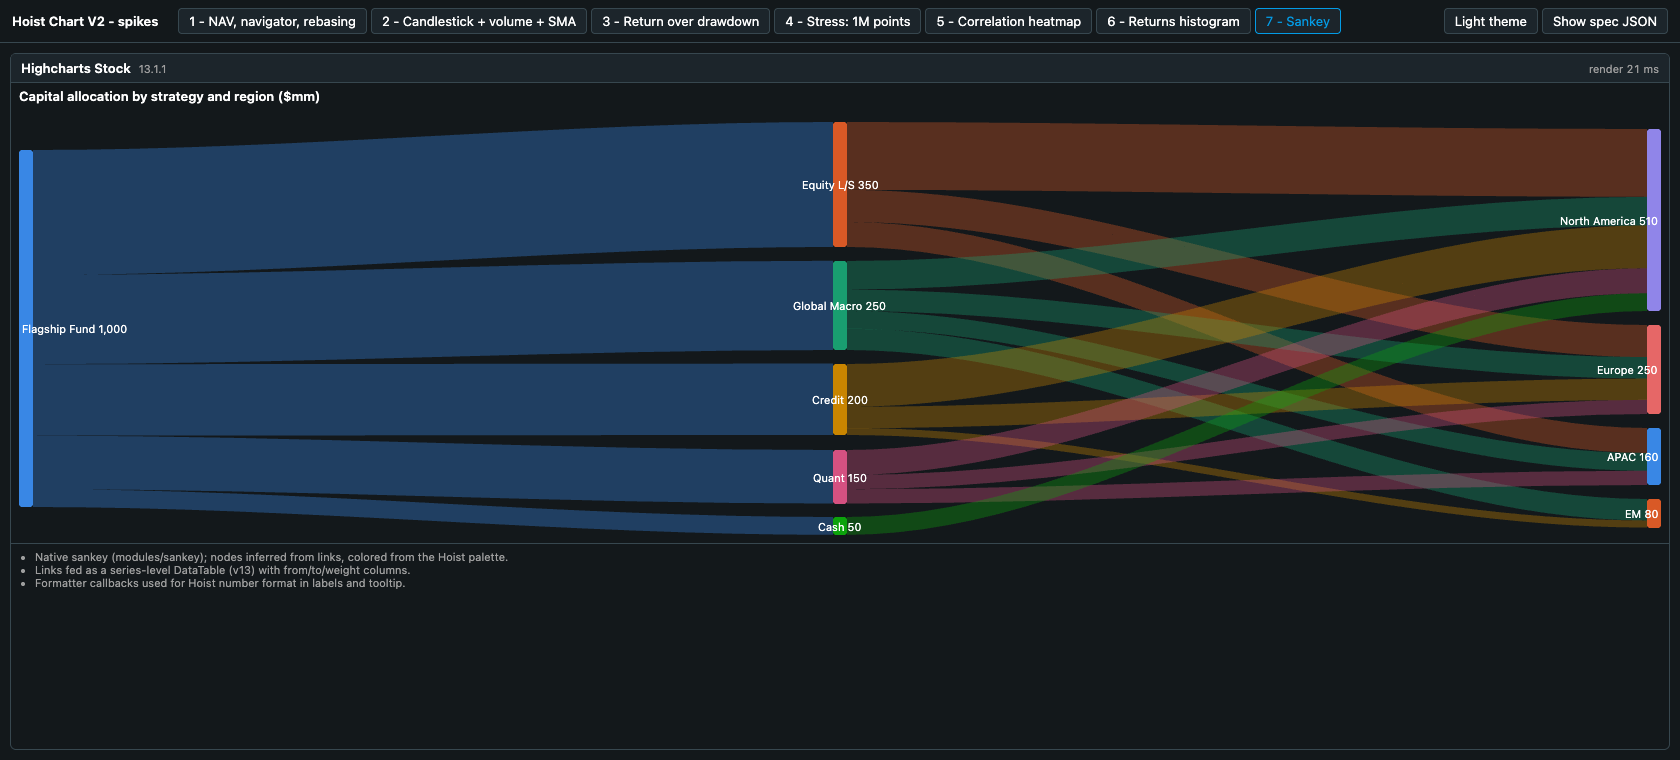 Hoist Chart V2 - spikes
1 - NAV, navigator, rebasing
2 - Candlestick + volume + SMA
3 - Return over drawdown
4 - Stress: 1M points
5 - Correlation heatmap
6 - Returns histogram
7 - Sankey
Light theme
Show spec JSON
Highcharts Stock 13.1.1
render 21 ms
Capital allocation by strategy and region ($mm)
Flagship Fund 1,000
Equity L/S 350
Global Macro 250
Credit 200
Quant 150
Cash 50
North America 510
Europe 250
APAC 160
EM 80
• Native sankey (modules/sankey); nodes inferred from links, colored from the Hoist palette.
• Links fed as a series-level DataTable (v13) with from/to/weight columns.
• Formatter callbacks used for Hoist number format in labels and tooltip.